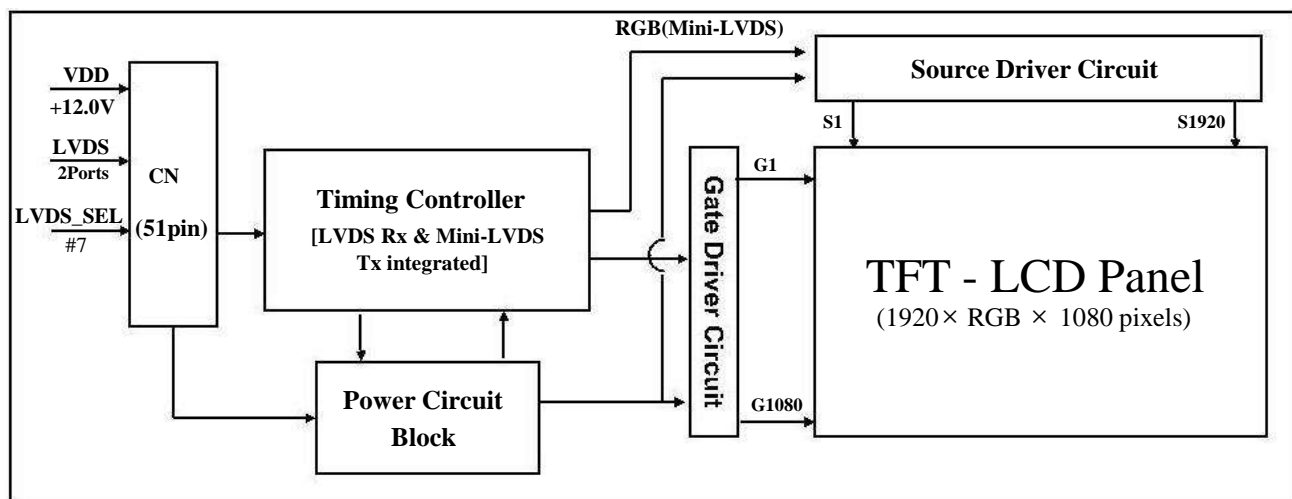 RGB(Mini-LVDS)
Source Driver Circuit
VDD
+12.0V
S1
S1920
LVDS
2Ports
CN
(51pin)
LVDS_SEL
#7
Timing Controller
[LVDS Rx & Mini-LVDS
Tx integrated]
G1
Gate Driver Circuit
TFT - LCD Panel
(1920× RGB × 1080 pixels)
Power Circuit
Block
G1080